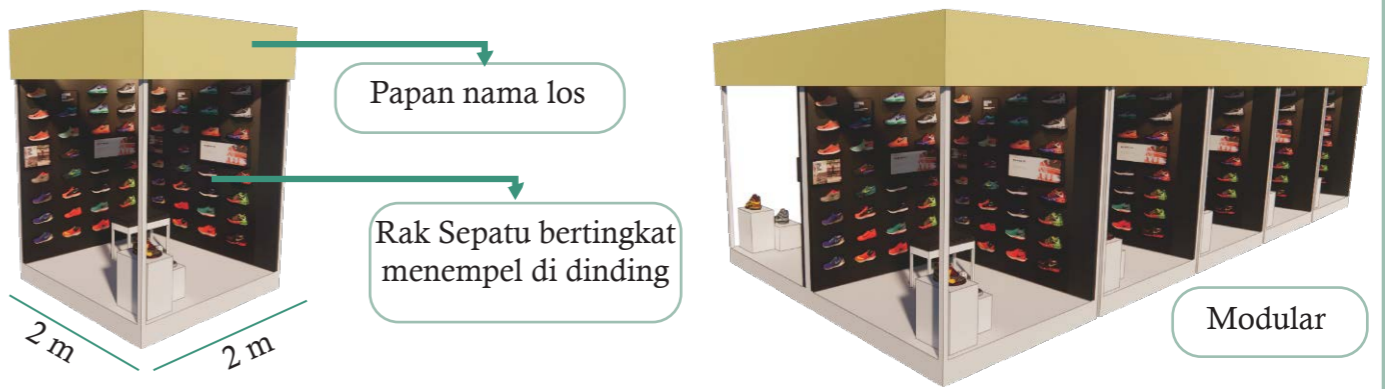 Papan nama los
Rak Sepatu bertingkat
menempel di dinding
2 m
2 m
Modular